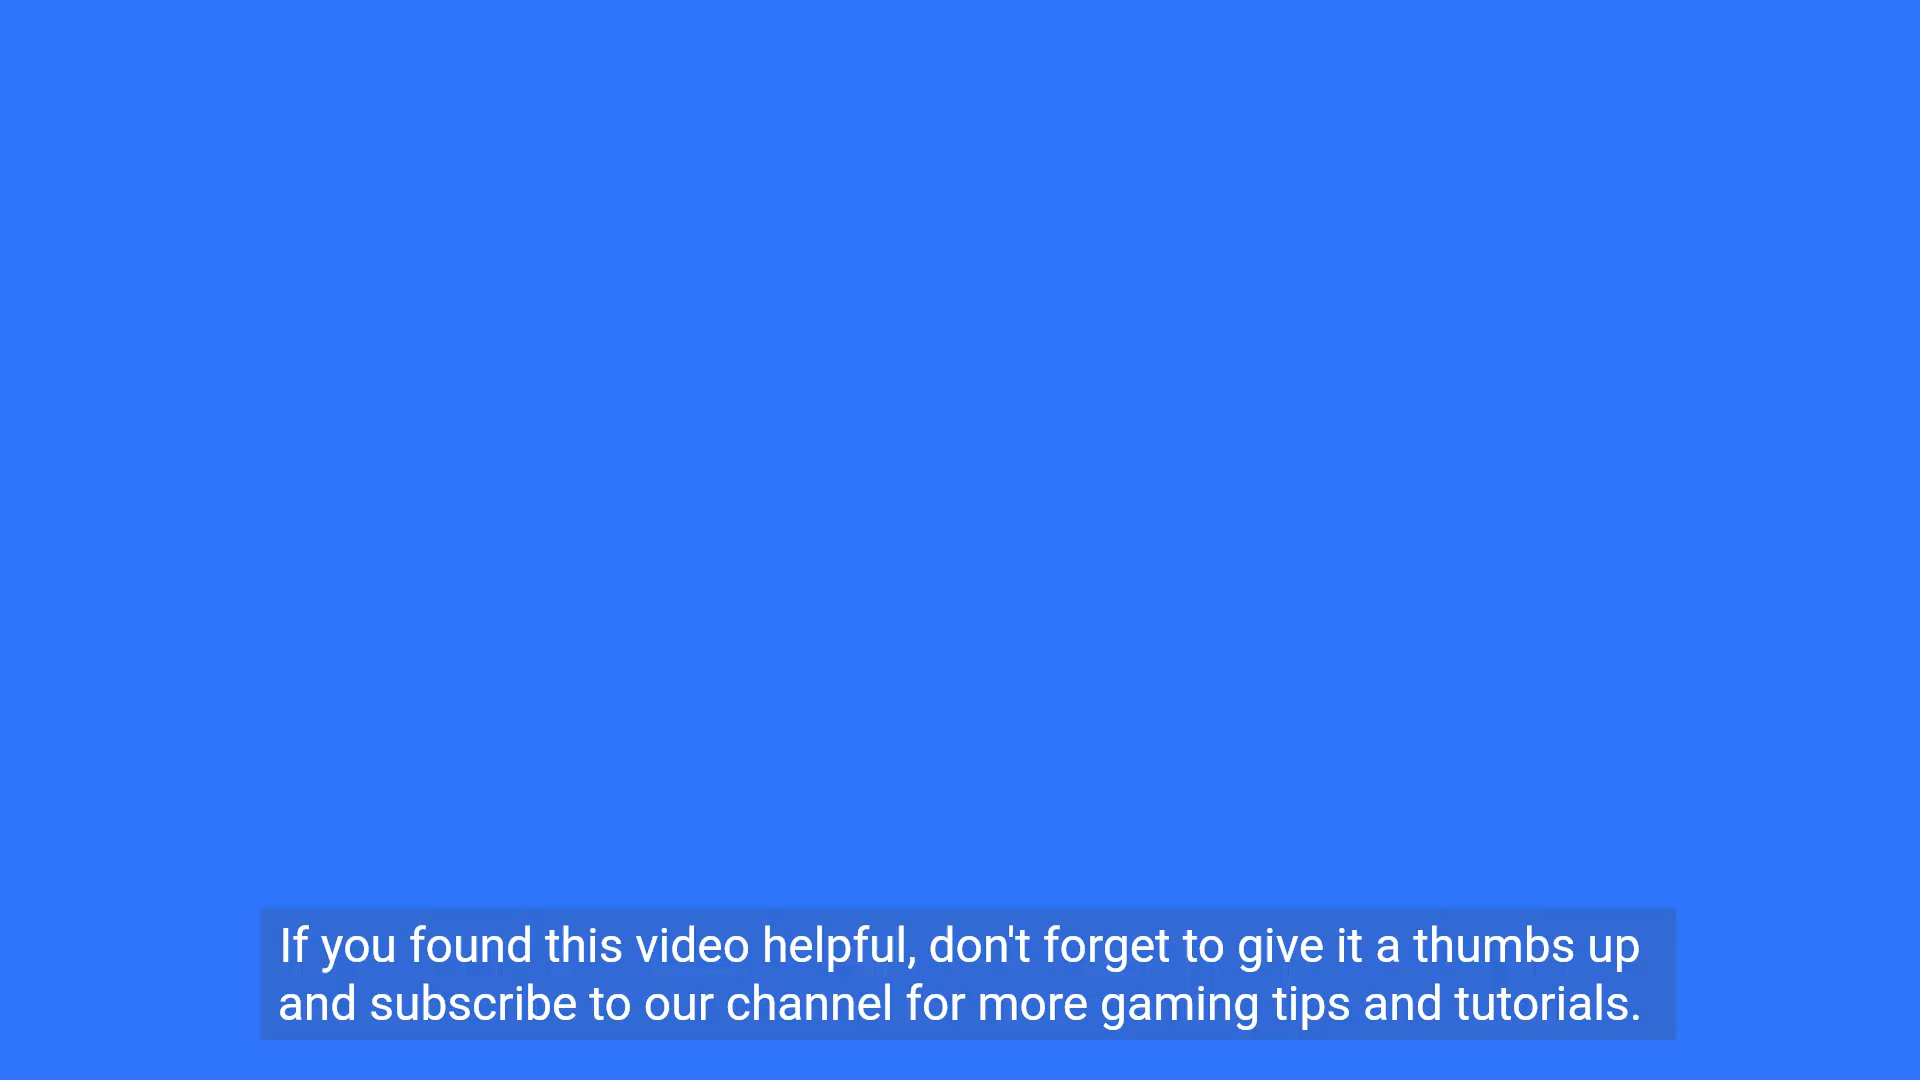 If you found this video helpful, don't forget to give it a thumbs up
and subscribe to our channel for more gaming tips and tutorials.